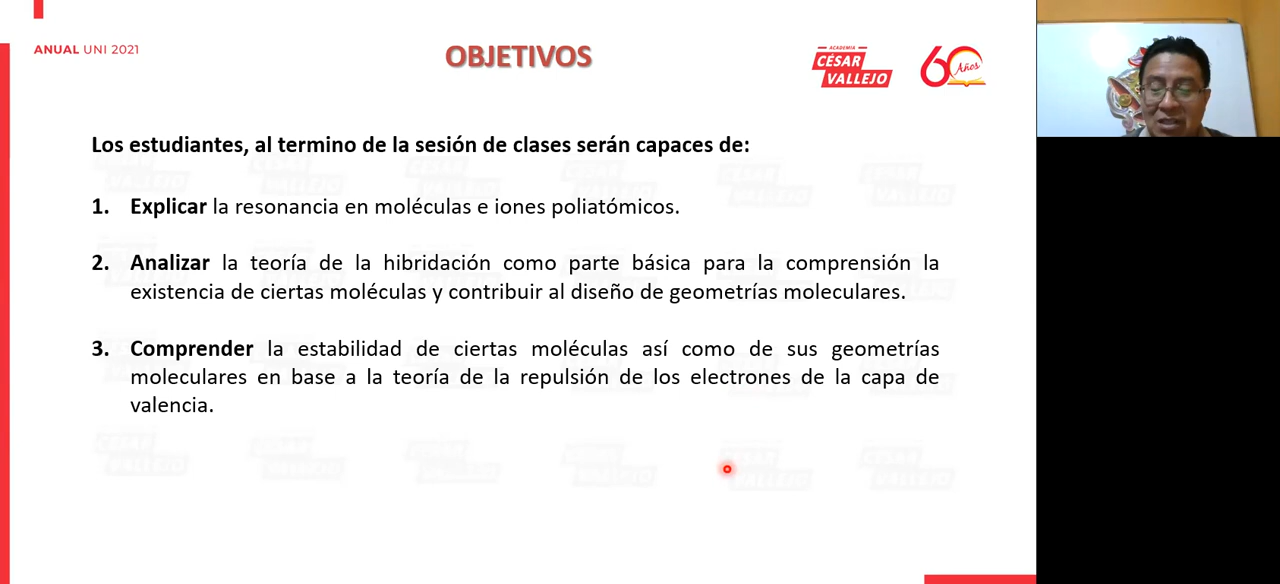 ANUAL UNI 2021
OBJETIVOS
ACADEMIA
CÉSAR
VALLEJO
60
Años
Los estudiantes, al termino de la sesión de clases serán capaces de:
1. Explicar la resonancia en moléculas e iones poliatómicos.
2. Analizar la teoría de la hibridación como parte básica para la comprensión la
existencia de ciertas moléculas y contribuir al diseño de geometrías moleculares.
3. Comprender la estabilidad de ciertas moléculas así como de sus geometrías
moleculares en base a la teoría de la repulsión de los electrones de la capa de
valencia.